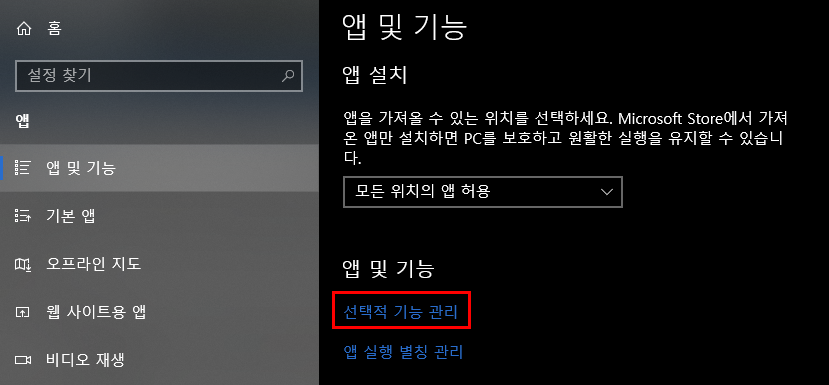 홈
설정 찾기
앱
앱 및 기능
기본 앱
오프라인 지도
웹 사이트용 앱
비디오 재생
앱 및 기능
앱 설치
앱을 가져올 수 있는 위치를 선택하세요. Microsoft Store에서 가져
온 앱만 설치하면 PC를 보호하고 원활한 실행을 유지할 수 있습니
다.
모든 위치의 앱 허용
앱 및 기능
선택적 기능 관리
앱 실행 별칭 관리